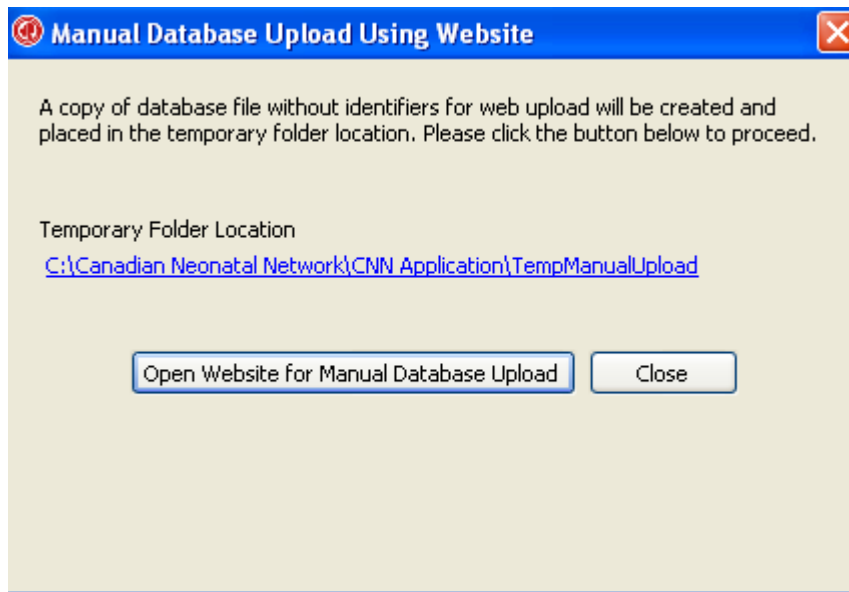 Manual Database Upload Using Website
A copy of database file without identifiers for web upload will be created and
placed in the temporary folder location. Please click the button below to proceed.
Temporary Folder Location
C:\Canadian Neonatal Network\CNN Application\TempManualUpload
Open Website for Manual Database Upload
Close